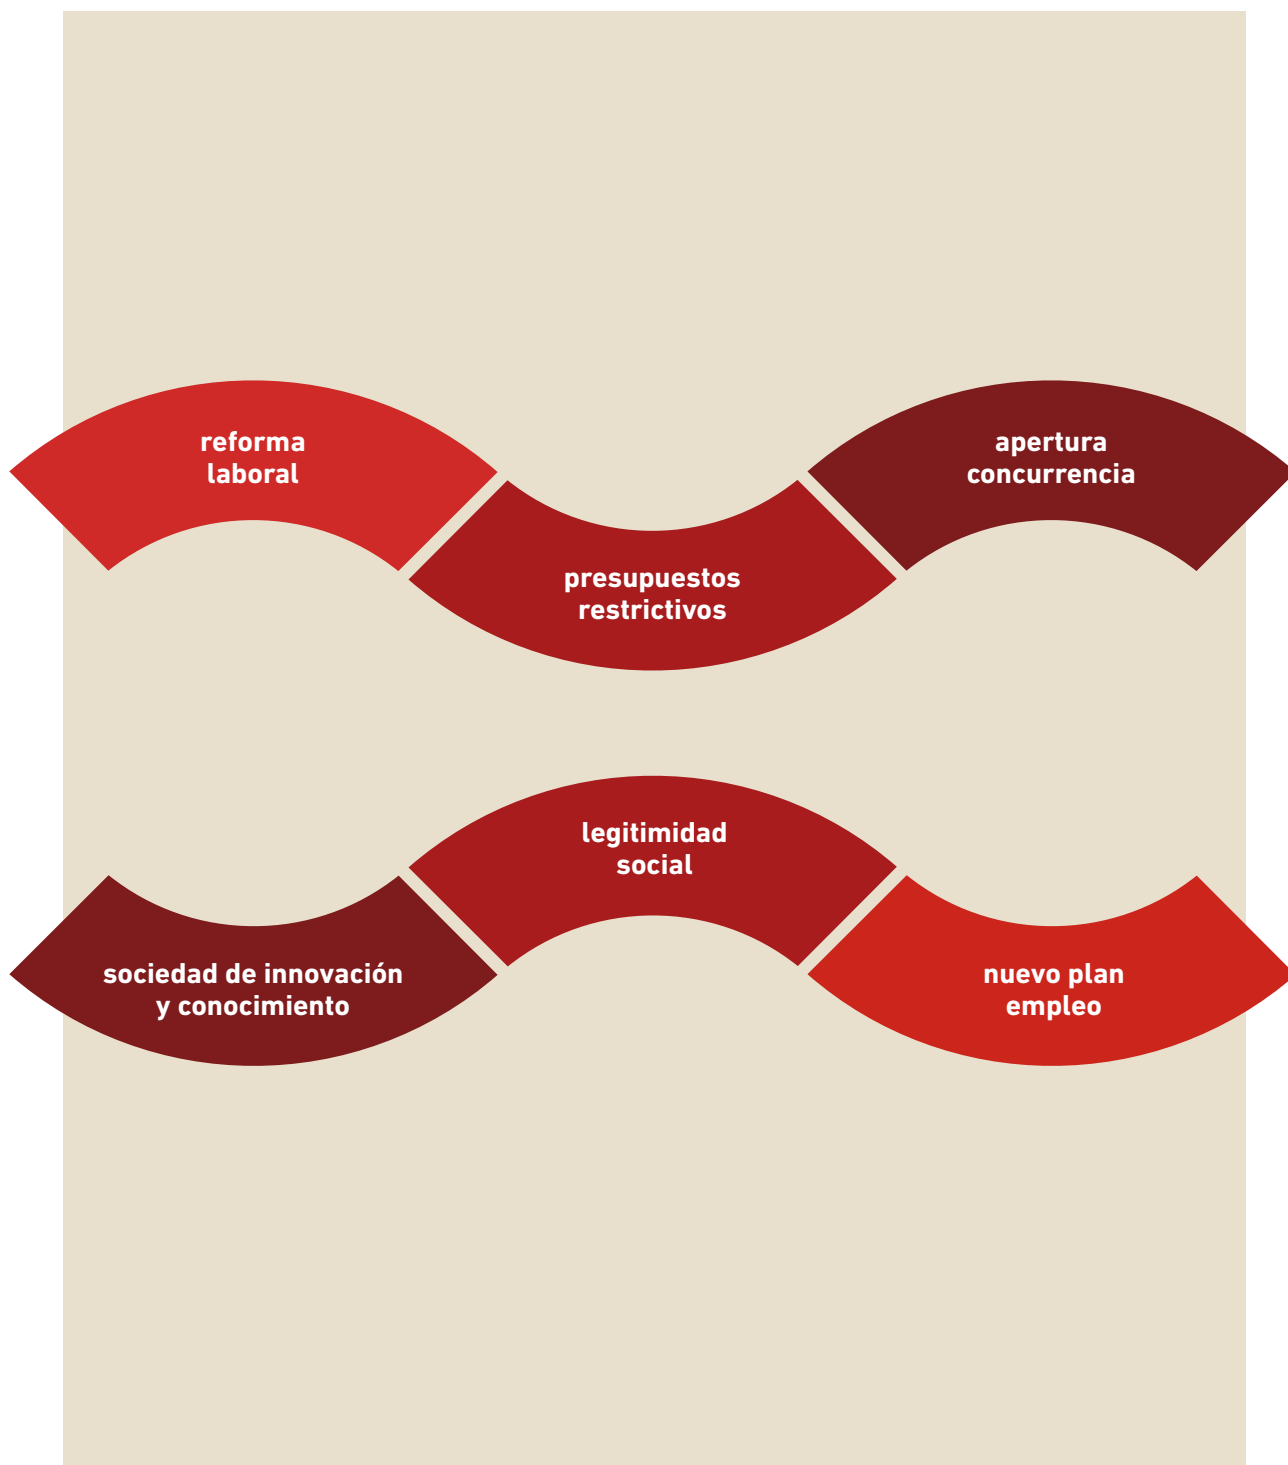 reforma
laboral
presupuestos
restrictivos
apertura
concurrencia
sociedad de innovación
y conocimiento
legitimidad
social
nuevo plan
empleo